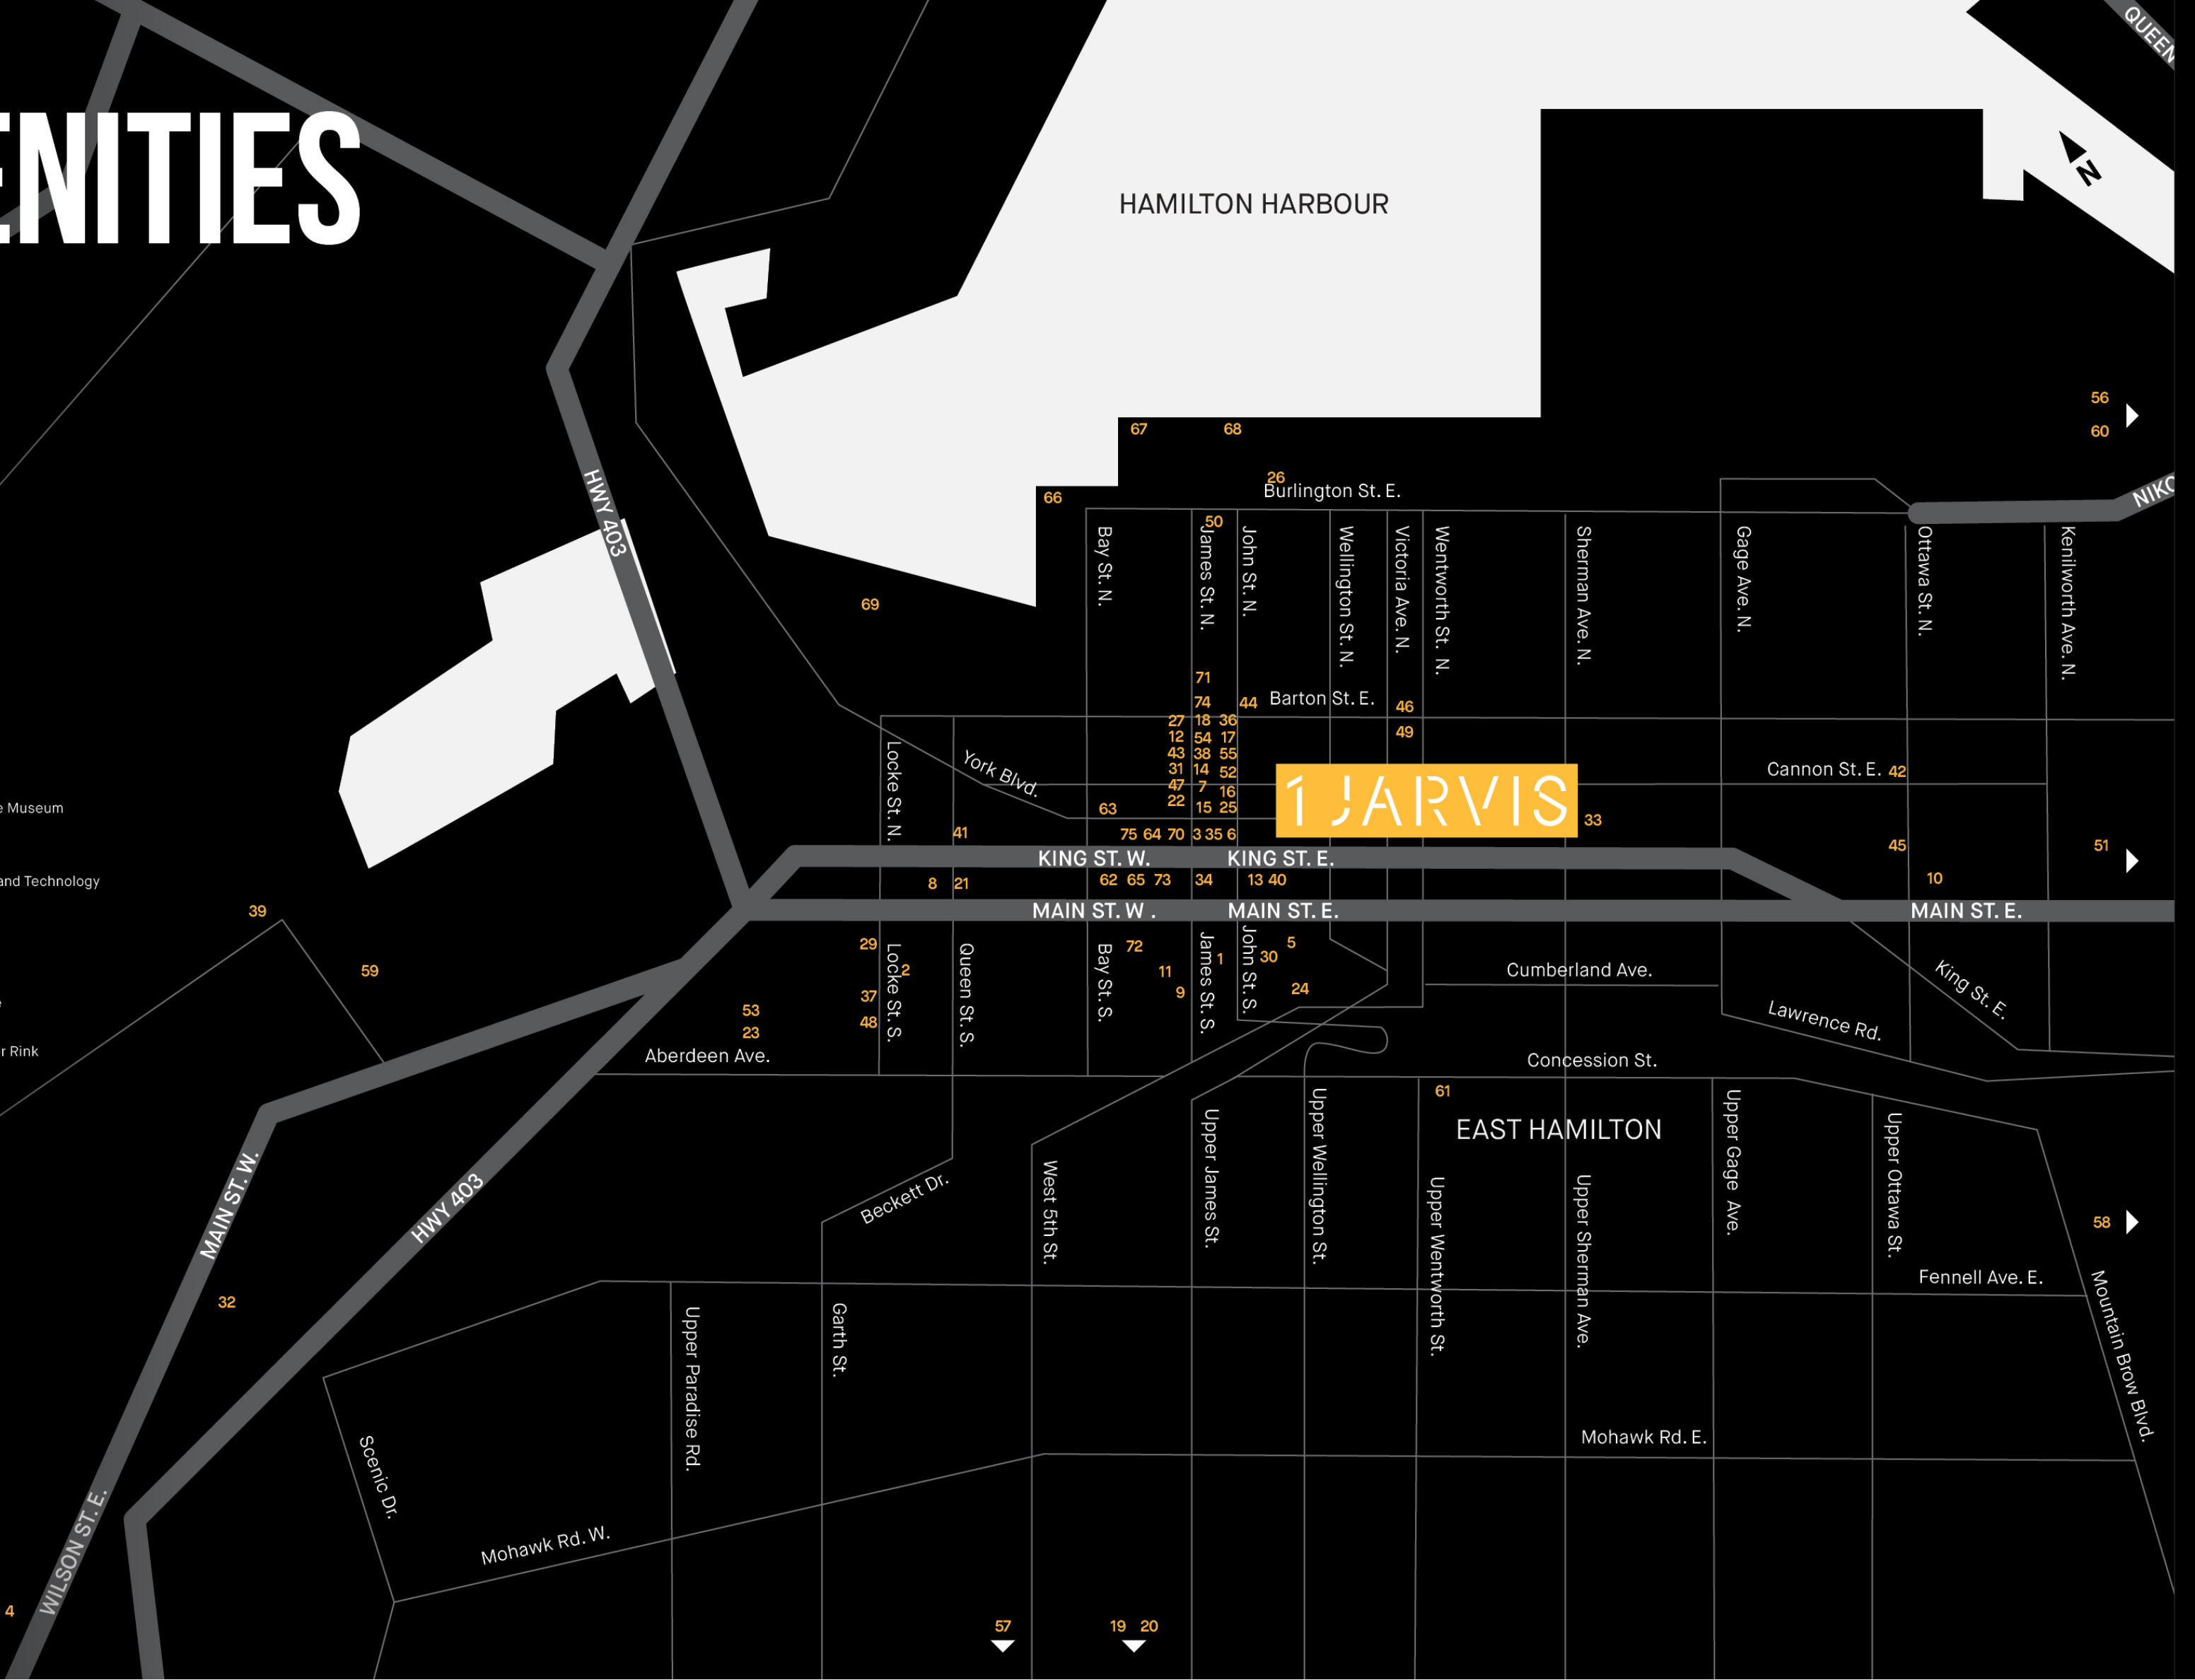 ENITIES
QUEEN
N
HAMILTON HARBOUR
56
60
67
68
26
Burlington St. E.
66
50
HWY 403
NIKO
Bay St. N.
James St. N.
John St. N.
Wellington St. N.
Victoria Ave. N.
Wentworth St. N.
Sherman Ave. N.
Gage Ave. N.
Ottawa St. N.
Kenilworth Ave. N.
69
71
74
44
Barton St. E.
46
27 18 36
12 54 17
49
43 38 55
31 14 52
47 7 16
22 15 25
Locke St. N.
York Blvd.
Cannon St. E.
42
1 JARVIS
63
33
41
75 64 70 3 35 6
45
51
e Museum
KING ST. W.
KING ST. E.
8 21
62 65 73 34 13 40
10
and Technology
39
MAIN ST. W .
MAIN ST. E.
MAIN ST. E.
29
2
37
48
Locke St. S.
Queen St. S.
Bay St. S.
72
11
9
James St. S.
1
John St. S.
30
5
24
59
53
23
Cumberland Ave.
King St. E.
Lawrence Rd.
r Rink
Aberdeen Ave.
Concession St.
61
EAST HAMILTON
MAIN ST. W.
HWY 403
Beckett Dr.
West 5th St.
Upper James St.
Upper Wellington St.
Upper Wentworth St.
Upper Sherman Ave.
Upper Gage Ave.
Upper Ottawa St.
58
Fennell Ave. E.
Mountain Brow Blvd.
32
Upper Paradise Rd.
Garth St.
Scenic Dr.
Mohawk Rd. E.
Mohawk Rd. W.
WILSON ST. E.
4
57
19 20